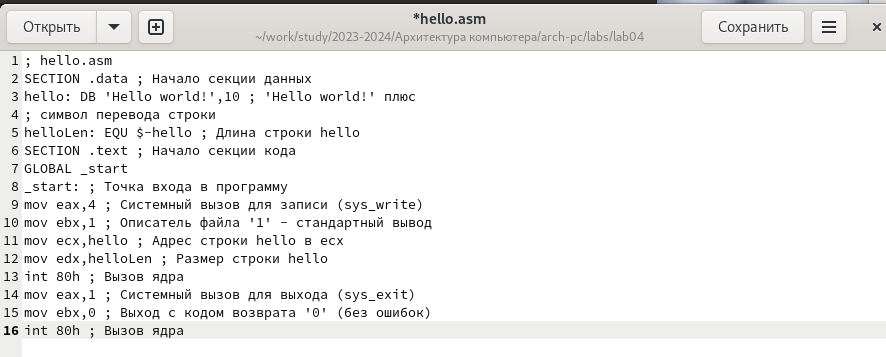 *hello.asm
Открыть
~/work/study/2023-2024/Архитектура компьютера/arch-pc/labs/lab04
Сохранить
1 ; hello.asm
2 SECTION .data ; Начало секции данных
3 hello: DB 'Hello world!',10 ; 'Hello world!' плюс
4 ; символ перевода строки
5 helloLen: EQU $-hello ; Длина строки hello
6 SECTION .text ; Начало секции кода
7 GLOBAL _start
8 _start: ; Точка входа в программу
9 mov eax,4 ; Системный вызов для записи (sys_write)
10 mov ebx,1 ; Описатель файла '1' - стандартный вывод
11 mov ecx,hello ; Адрес строки hello в ecx
12 mov edx,helloLen ; Размер строки hello
13 int 80h ; Вызов ядра
14 mov eax,1 ; Системный вызов для выхода (sys_exit)
15 mov ebx,0 ; Выход с кодом возврата '0' (без ошибок)
16 int 80h ; Вызов ядра